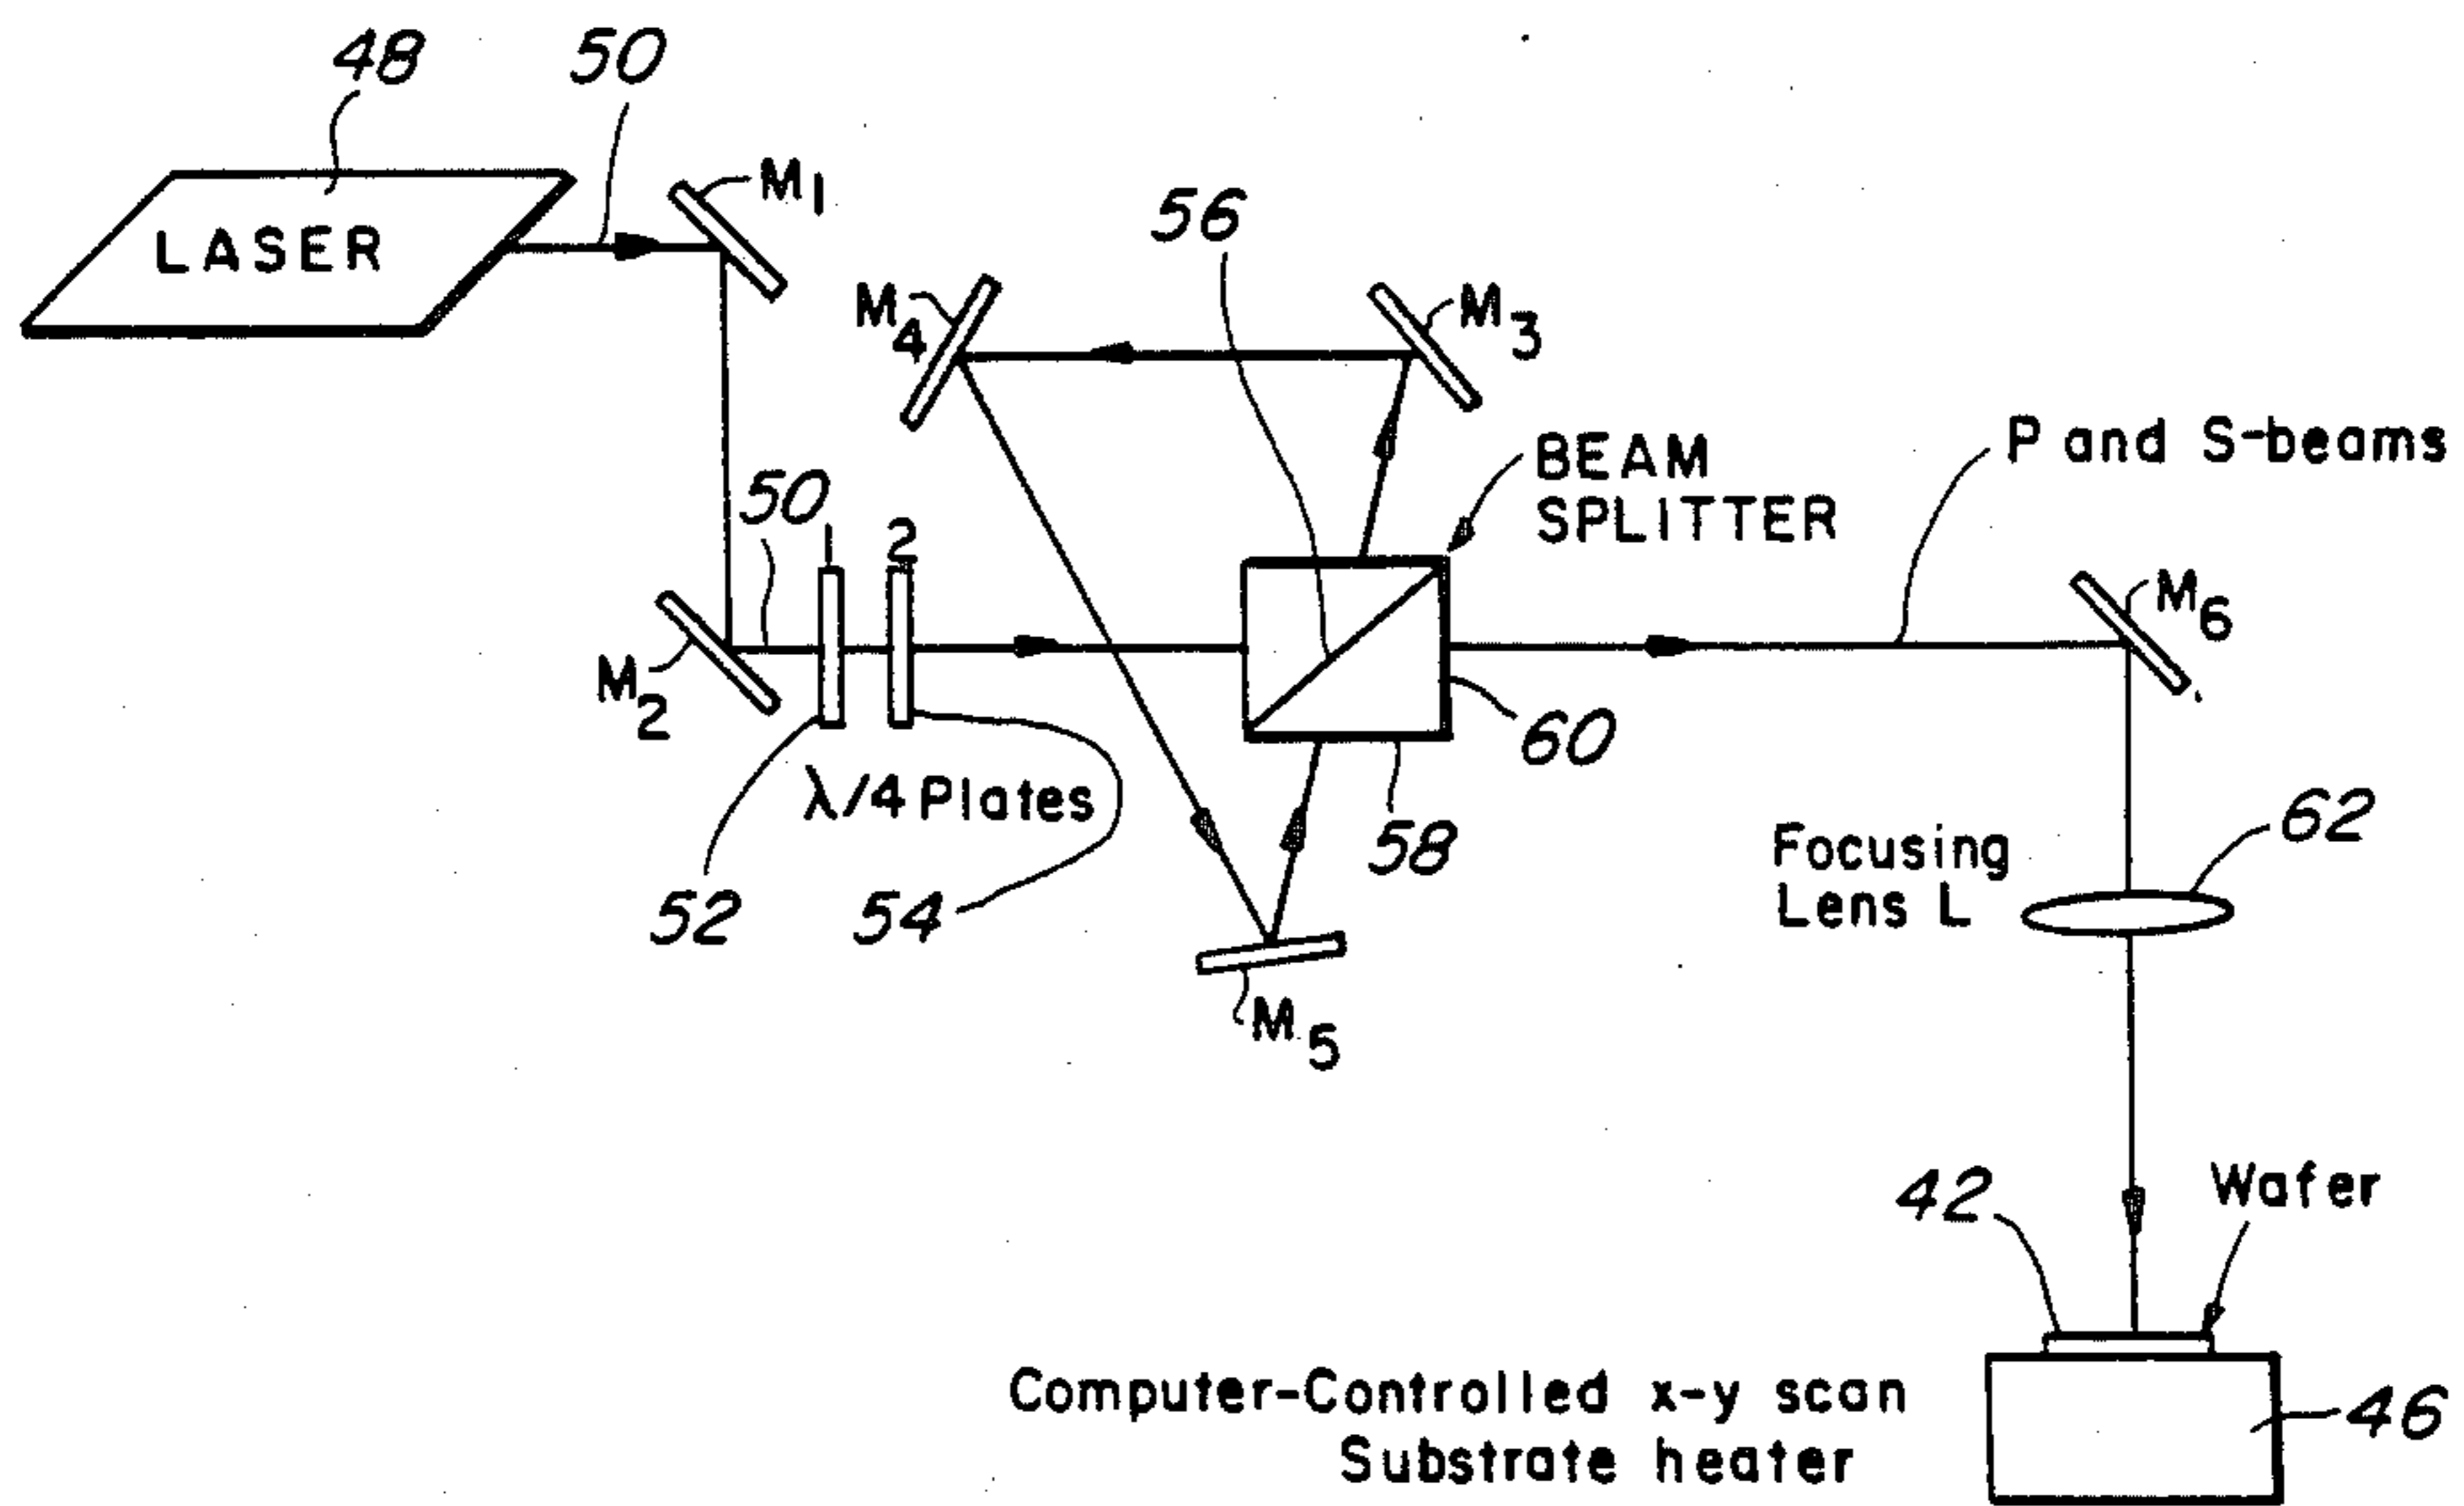 48
50
LASER
M1
56
M4
M3
BEAM
SPLITTER
P and S-beams
50
1
2
M2
M6
λ/4 Plates
60
58
52
54
Focusing
Lens L
62
M5
42
Wafer
Computer-Controlled x-y scan
Substrate heater
46